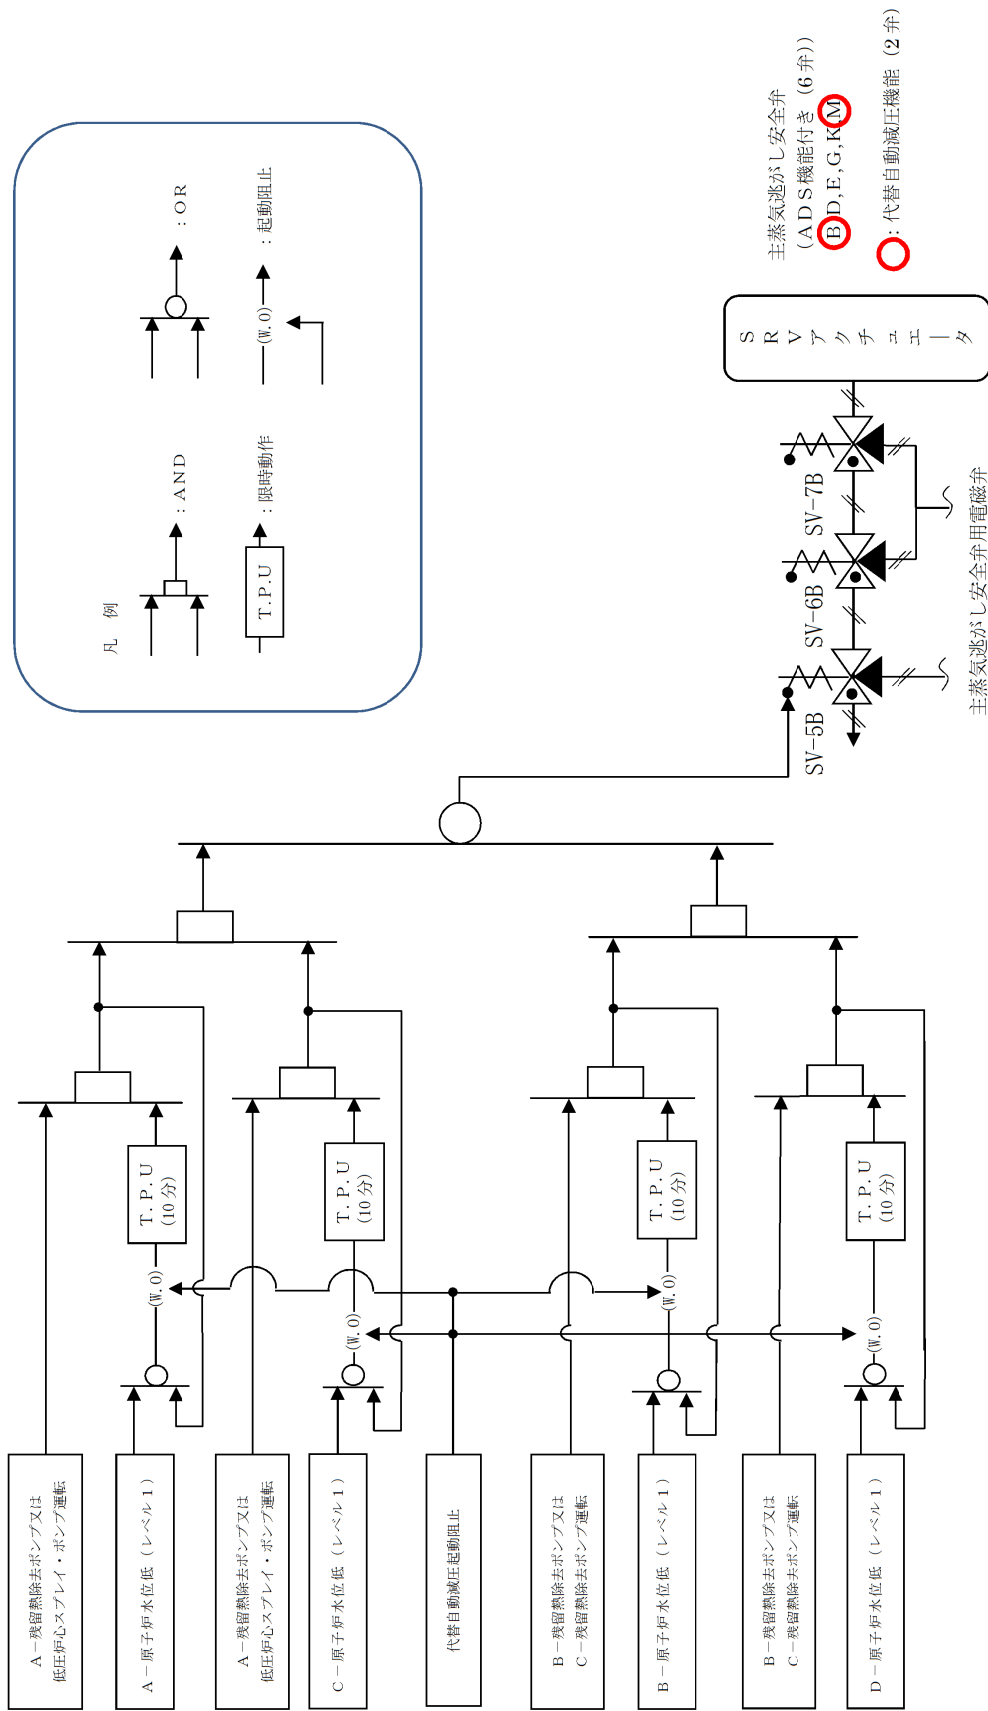 A－残留熱除去ポンプ又は
低圧炉心スプレイ・ポンプ運転
A－原子炉水位低（レベル1）
A－残留熱除去ポンプ又は
低圧炉心スプレイ・ポンプ運転
C－原子炉水位低（レベル1）
代替自動減圧起動阻止
B－残留熱除去ポンプ又は
C－残留熱除去ポンプ運転
B－原子炉水位低（レベル1）
B－残留熱除去ポンプ又は
C－残留熱除去ポンプ運転
D－原子炉水位低（レベル1）
(W.O)
(W.O)
(W.O)
(W.O)
T.P.U
(10分)
T.P.U
(10分)
T.P.U
(10分)
T.P.U
(10分)
凡　例
：AND
：OR
T.P.U
：限時動作
(W.O)
：起動阻止
SV-5B
SV-6B
SV-7B
主蒸気逃がし安全弁用電磁弁
SRVアクチュエータ
主蒸気逃がし安全弁
（ADS機能付き（6弁））
B,D,E,G,K,M
：代替自動減圧機能（2弁）